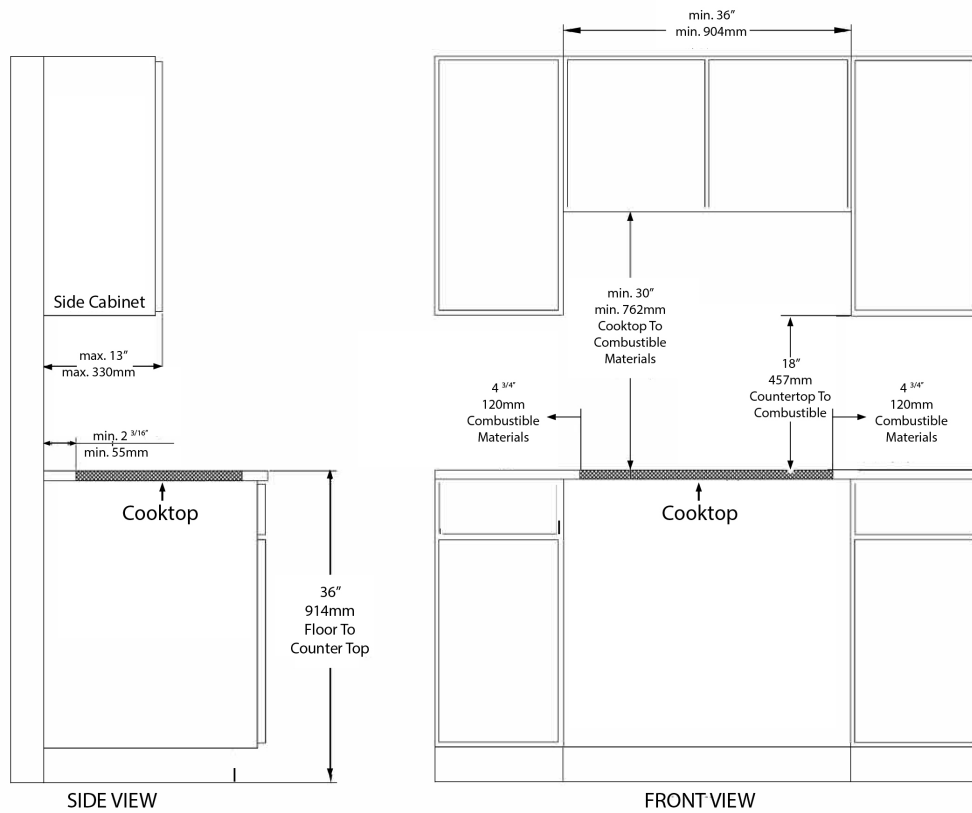 min. 36”
min. 904mm
Side Cabinet
max. 13”
max. 330mm
min. 2 3/16”
min. 55mm
Cooktop
36”
914mm
Floor To
Counter Top
SIDE VIEW
min. 30”
min. 762mm
Cooktop To
Combustible
Materials
18”
457mm
Countertop To
Combustible
4 3/4”
120mm
Combustible
Materials
4 3/4”
120mm
Combustible
Materials
Cooktop
FRONT VIEW